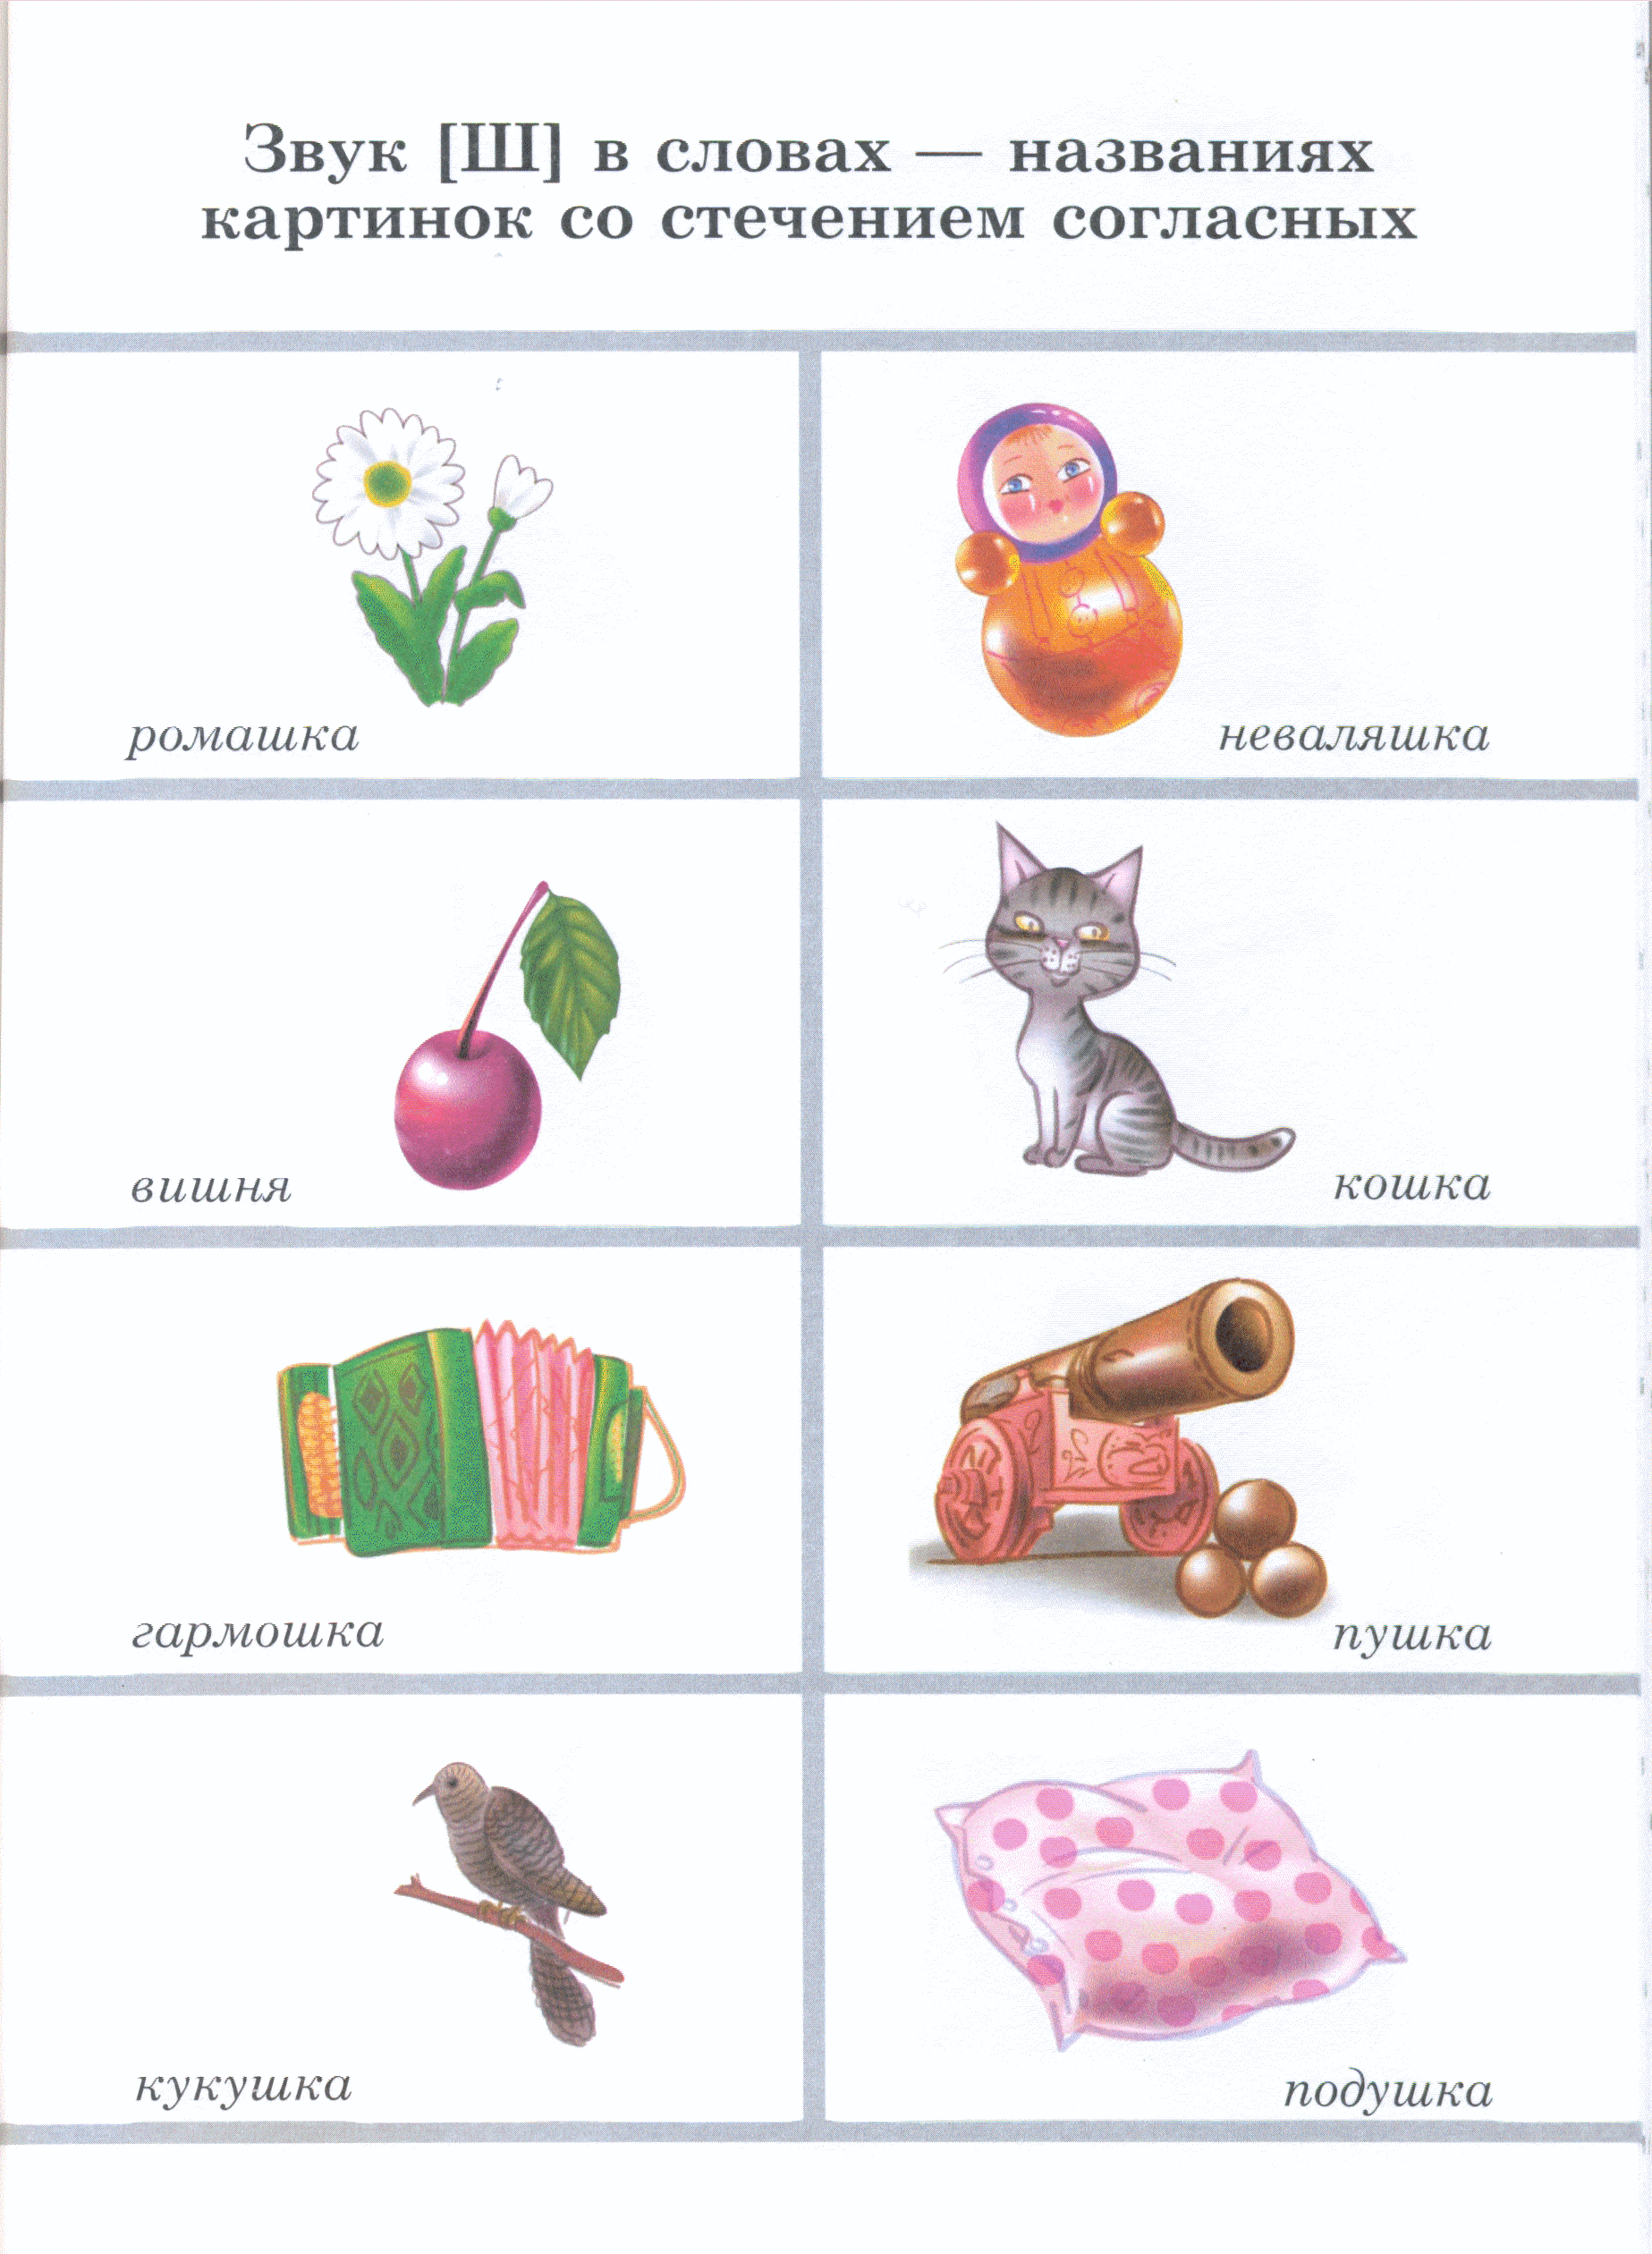 Звук [Ш] в словах — названиях
картинок со стечением согласных
ромашка
неваляшка
вишня
кошка
гармошка
пушка
кукушка
подушка